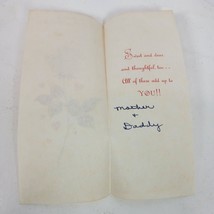 Sweet and dear
and thoughtful, too...
All of these add up to
YOU!!
Mother
+
Daddy